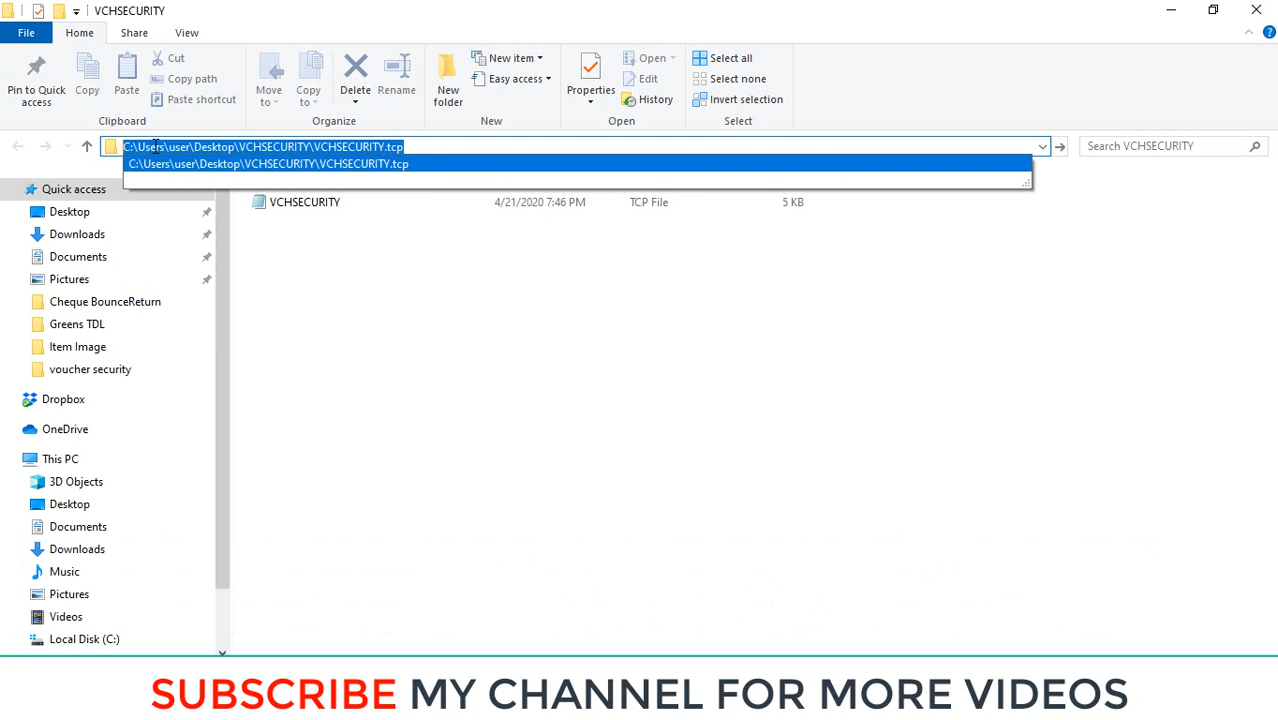 VCHSECURITY
File Home Share View
Pin to Quick access
Copy
Paste
Cut
Copy path
Paste shortcut
Clipboard
Move to
Copy to
Delete
Rename
Organize
New folder
New item
Easy access
New
Properties
Open
Edit
History
Open
Select all
Select none
Invert selection
Select
C:\Users\user\Desktop\VCHSECURITY\VCHSECURITY.tcp
Search VCHSECURITY
C:\Users\user\Desktop\VCHSECURITY\VCHSECURITY.tcp
VCHSECURITY 4/21/2020 7:46 PM TCP File 5 KB
Quick access
Desktop
Downloads
Documents
Pictures
Cheque BounceReturn
Greens TDL
Item Image
voucher security
Dropbox
OneDrive
This PC
3D Objects
Desktop
Documents
Downloads
Music
Pictures
Videos
Local Disk (C:)
SUBSCRIBE MY CHANNEL FOR MORE VIDEOS